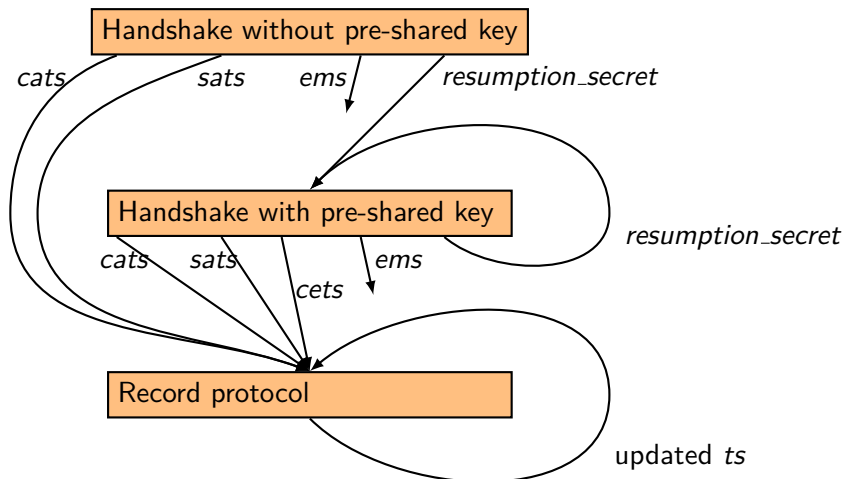 Handshake without pre-shared key
cats
sats
ems
resumption_secret
Handshake with pre-shared key
resumption_secret
cats
sats
ems
cets
Record protocol
updated ts